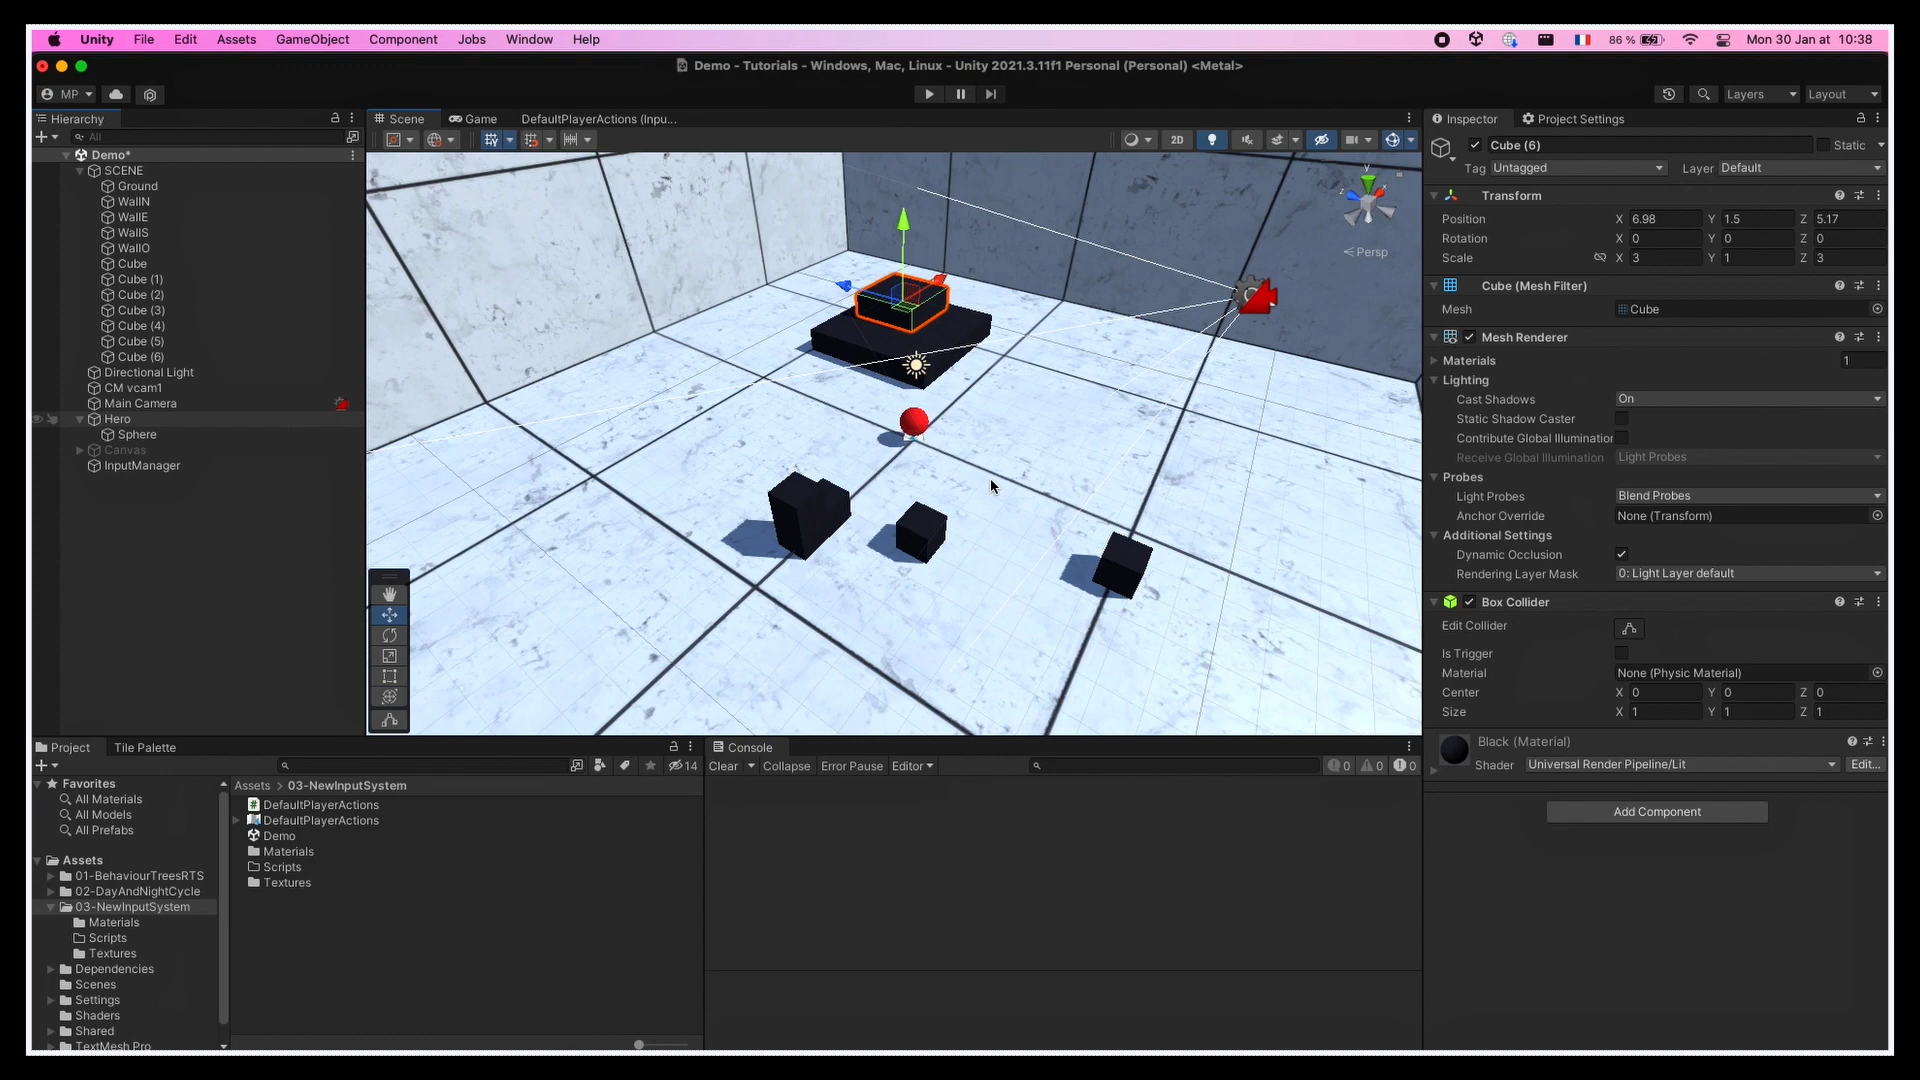 Unity File Edit Assets GameObject Component Jobs Window Help 86 % Mon 30 Jan at 10:38
Demo - Tutorials - Windows, Mac, Linux - Unity 2021.3.11f1 Personal (Personal) <Metal>
MP Layers Layout
Hierarchy
All
Demo*
SCENE
Ground
WallN
WallE
WallS
WallO
Cube
Cube (1)
Cube (2)
Cube (3)
Cube (4)
Cube (5)
Cube (6)
Directional Light
CM vcam1
Main Camera
Hero
Sphere
Canvas
InputManager
Scene Game DefaultPlayerActions (Inpu...
2D
y
x
z
Persp
Inspector Project Settings
Cube (6) Static
Tag Untagged Layer Default
Transform
Position X 6.98 Y 1.5 Z 5.17
Rotation X 0 Y 0 Z 0
Scale X 3 Y 1 Z 3
Cube (Mesh Filter)
Mesh Cube
Mesh Renderer
Materials 1
Lighting
Cast Shadows On
Static Shadow Caster
Contribute Global Illumination
Receive Global Illumination Light Probes
Probes
Light Probes Blend Probes
Anchor Override None (Transform)
Additional Settings
Dynamic Occlusion
Rendering Layer Mask 0: Light Layer default
Box Collider
Edit Collider
Is Trigger
Material None (Physic Material)
Center X 0 Y 0 Z 0
Size X 1 Y 1 Z 1
Black (Material)
Shader Universal Render Pipeline/Lit Edit...
Add Component
Project Tile Palette
14
Favorites
All Materials
All Models
All Prefabs
Assets
01-BehaviourTreesRTS
02-DayAndNightCycle
03-NewInputSystem
Materials
Scripts
Textures
Dependencies
Scenes
Settings
Shaders
Shared
TextMesh Pro
Assets > 03-NewInputSystem
DefaultPlayerActions
DefaultPlayerActions
Demo
Materials
Scripts
Textures
Console
Clear Collapse Error Pause Editor 0 0 0